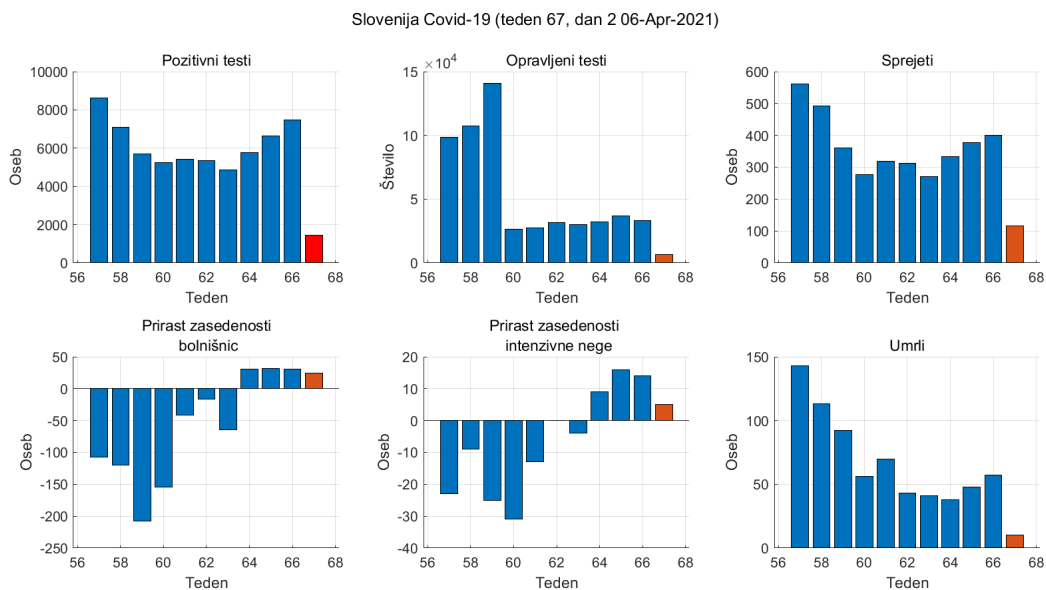 Slovenija Covid-19 (teden 67, dan 2 06-Apr-2021)
Pozitivni testi
10000
8000
6000
4000
2000
0
Oseb
56 58 60 62 64 66 68
Teden
Opravljeni testi
×10⁴
15
10
5
0
Število
56 58 60 62 64 66 68
Teden
Sprejeti
600
500
400
300
200
100
0
Oseb
56 58 60 62 64 66 68
Teden
Prirast zasedenosti
bolnišnic
50
0
-50
-100
-150
-200
-250
Oseb
56 58 60 62 64 66 68
Teden
Prirast zasedenosti
intenzivne nege
20
10
0
-10
-20
-30
-40
Oseb
56 58 60 62 64 66 68
Teden
Umrli
150
100
50
0
Oseb
56 58 60 62 64 66 68
Teden